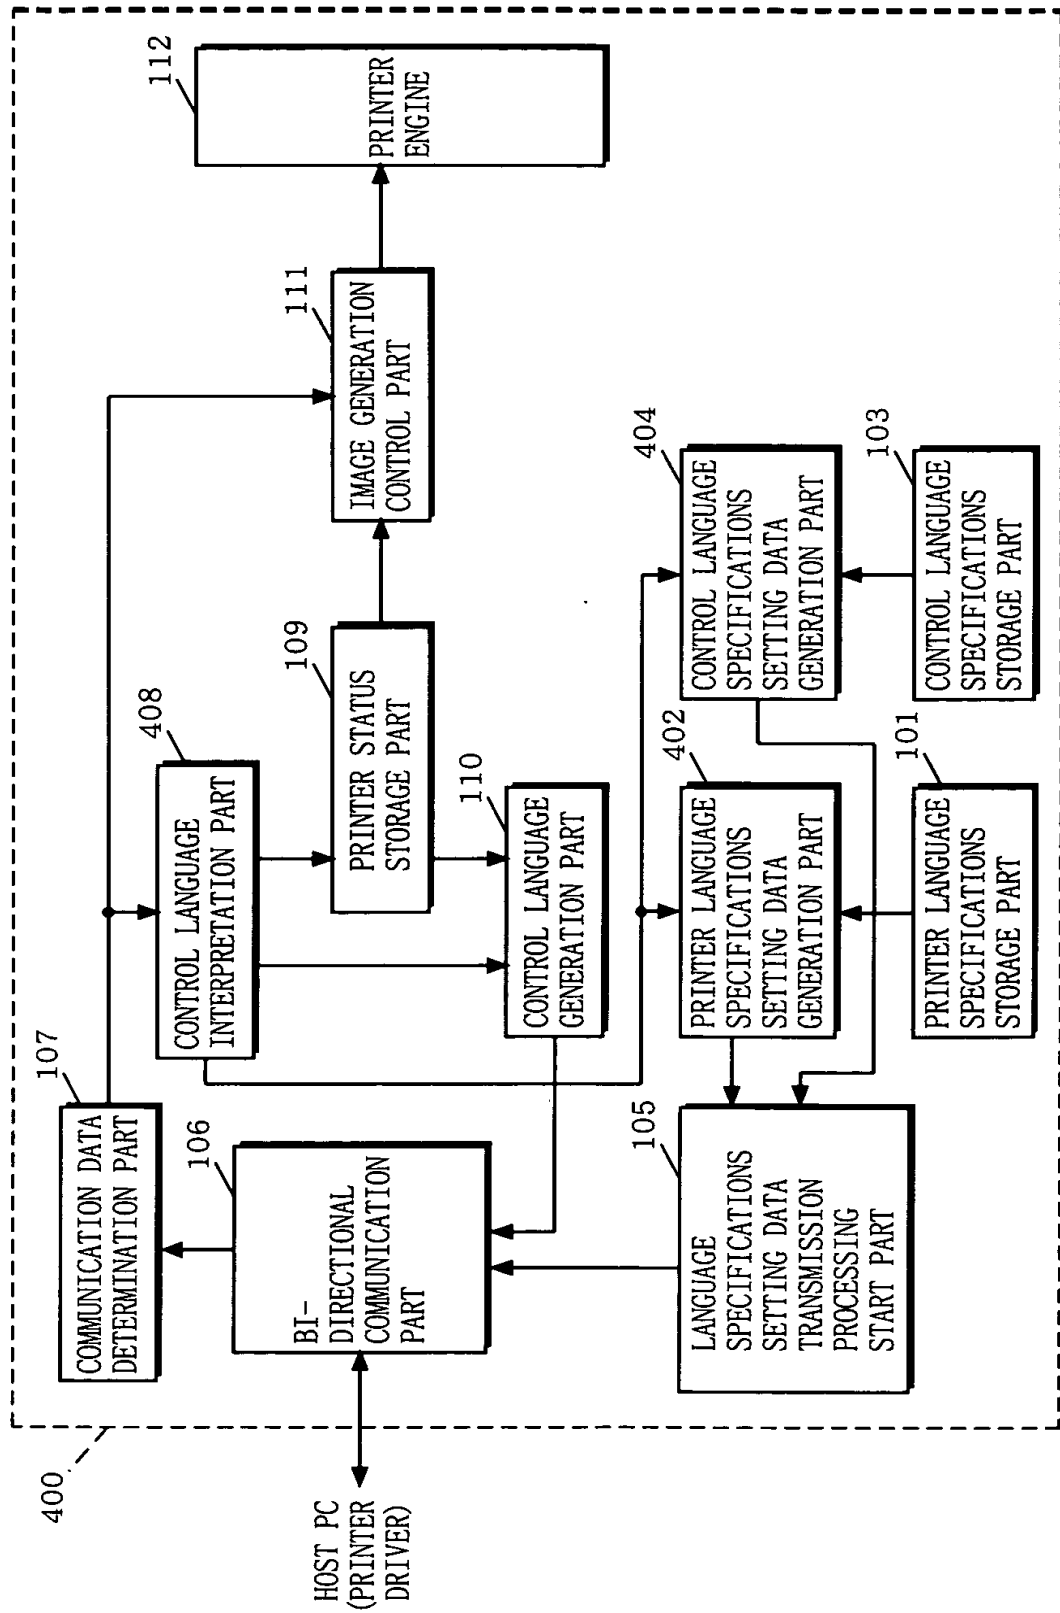 400
HOST PC
(PRINTER
DRIVER)
107
COMMUNICATION DATA
DETERMINATION PART
106
BI-
DIRECTIONAL
COMMUNICATION
PART
105
LANGUAGE
SPECIFICATIONS
SETTING DATA
TRANSMISSION
PROCESSING
START PART
408
CONTROL LANGUAGE
INTERPRETATION PART
109
PRINTER STATUS
STORAGE PART
110
CONTROL LANGUAGE
GENERATION PART
402
PRINTER LANGUAGE
SPECIFICATIONS
SETTING DATA
GENERATION PART
101
PRINTER LANGUAGE
SPECIFICATIONS
STORAGE PART
111
IMAGE GENERATION
CONTROL PART
404
CONTROL LANGUAGE
SPECIFICATIONS
SETTING DATA
GENERATION PART
103
CONTROL LANGUAGE
SPECIFICATIONS
STORAGE PART
112
PRINTER
ENGINE